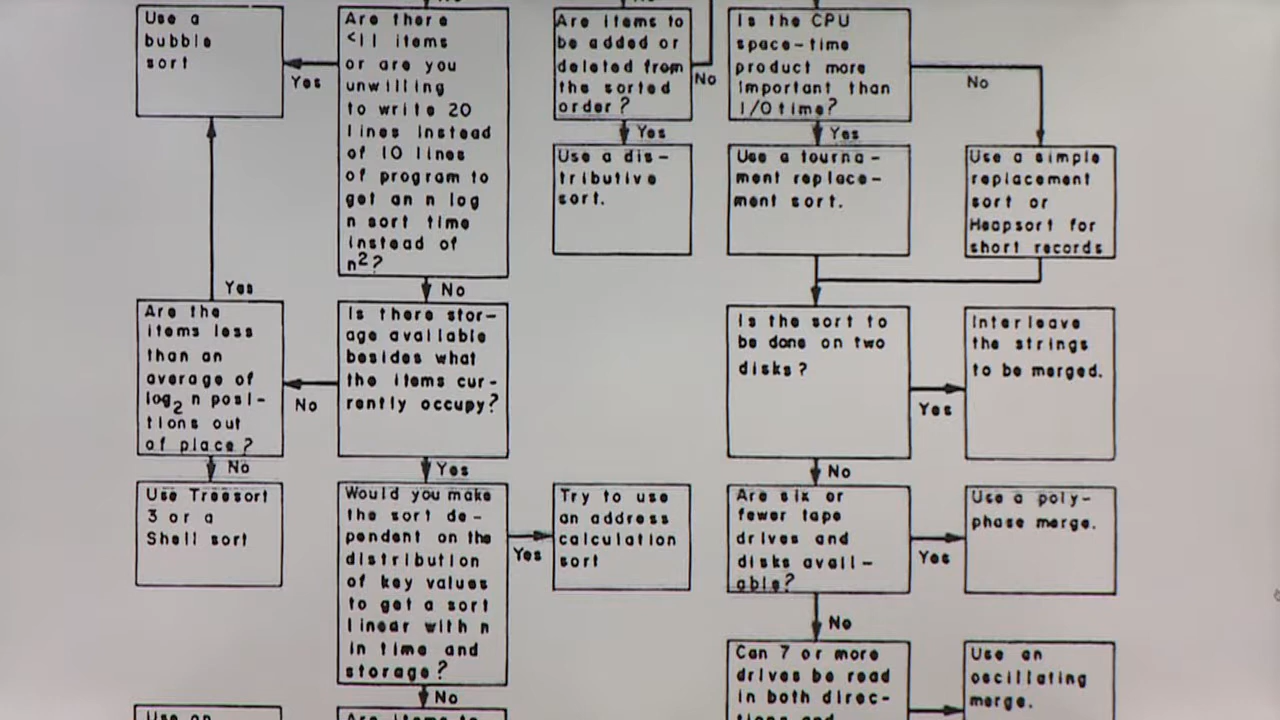 Use a
bubble
sort
Yes
Are there
<11 items
or are you
unwilling
to write 20
lines instead
of 10 lines
of program to
get an n log
n sort time
instead of
n²?
Are items to
be added or
deleted from
the sorted
order?
No
Yes
Use a dis-
tributive
sort.
Is the CPU
space-time
product more
important than
I/O time?
No
Yes
Use a tourna-
ment replace-
ment sort.
Use a simple
replacement
sort or
Heapsort for
short records
Yes
No
Are the
items less
than an
average of
log₂ n posi-
tions out
of place?
No
Is there stor-
age available
besides what
the items cur-
rently occupy?
Is the sort to
be done on two
disks?
Yes
Interleave
the strings
to be merged.
No
Yes
No
Use Treesort
3 or a
Shell sort
Would you make
the sort de-
pendent on the
distribution
of key values
to get a sort
linear with n
in time and
storage?
Yes
Try to use
an address
calculation
sort
Are six or
fewer tape
drives and
disks avail-
able?
Yes
Use a poly-
phase merge.
No
No
Can 7 or more
drives be read
in both direc-
tions and
Use an
oscillating
merge.
Use an
Are items to